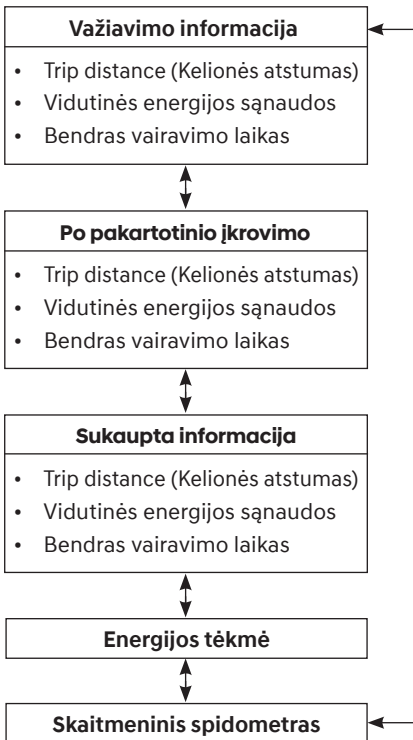 Važiavimo informacija
• Trip distance (Kelionės atstumas)
• Vidutinės energijos sąnaudos
• Bendras vairavimo laikas
Po pakartotinio įkrovimo
• Trip distance (Kelionės atstumas)
• Vidutinės energijos sąnaudos
• Bendras vairavimo laikas
Sukaupta informacija
• Trip distance (Kelionės atstumas)
• Vidutinės energijos sąnaudos
• Bendras vairavimo laikas
Energijos tėkmė
Skaitmeninis spidometras